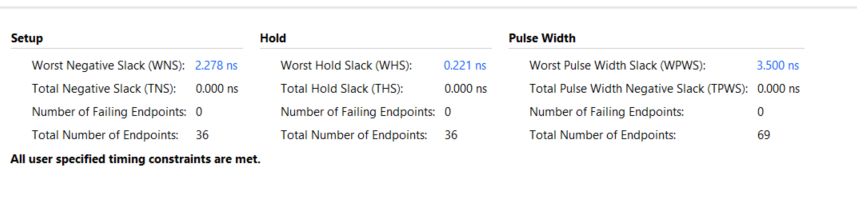 Setup Hold Pulse Width
Worst Negative Slack (WNS): 2.278 ns Worst Hold Slack (WHS): 0.221 ns Worst Pulse Width Slack (WPWS): 3.500 ns
Total Negative Slack (TNS): 0.000 ns Total Hold Slack (THS): 0.000 ns Total Pulse Width Negative Slack (TPWS): 0.000 ns
Number of Failing Endpoints: 0 Number of Failing Endpoints: 0 Number of Failing Endpoints: 0
Total Number of Endpoints: 36 Total Number of Endpoints: 36 Total Number of Endpoints: 69
All user specified timing constraints are met.